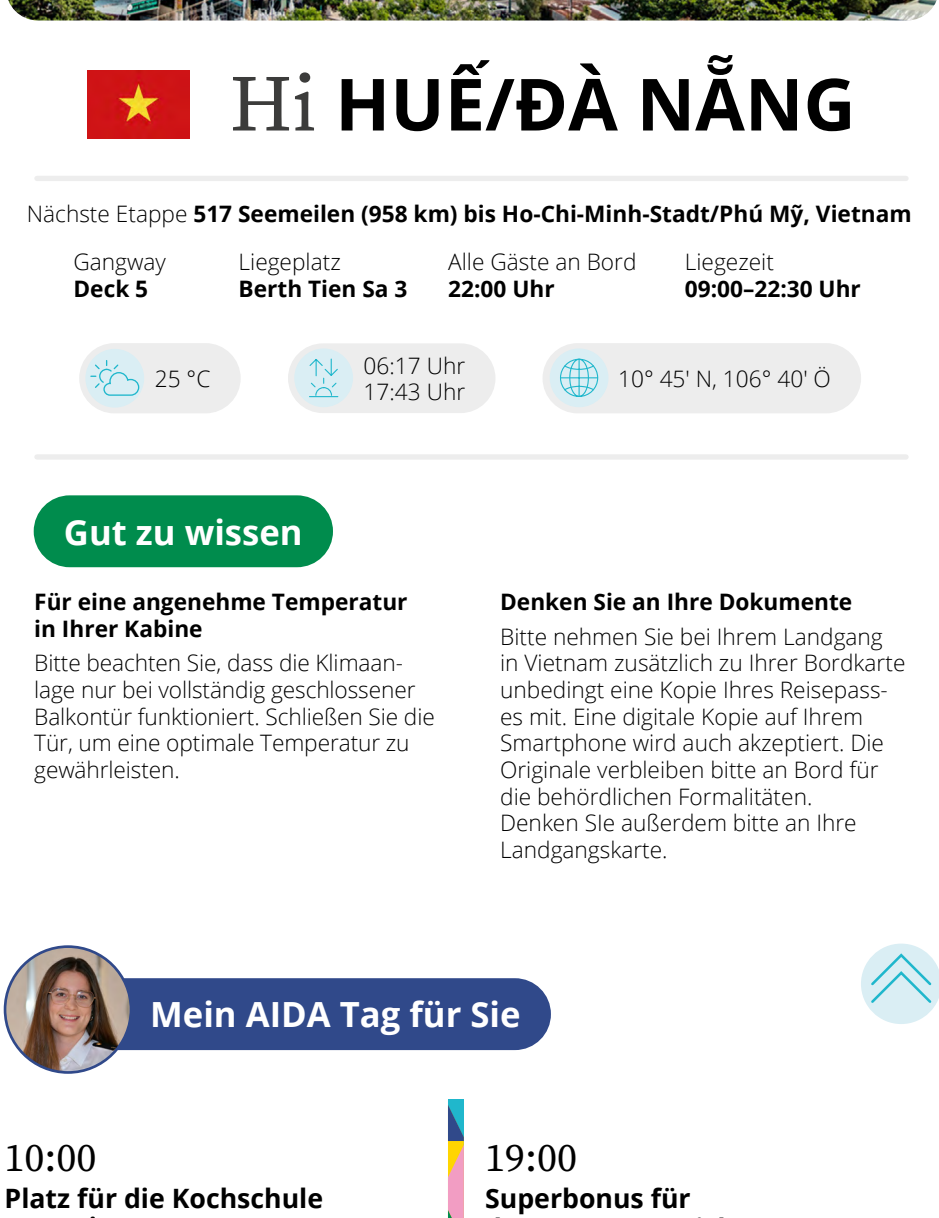 Hi HUẾ/ĐÀ NẴNG
Nächste Etappe 517 Seemeilen (958 km) bis Ho-Chi-Minh-Stadt/Phú Mỹ, Vietnam
Gangway
Deck 5
Liegeplatz
Berth Tien Sa 3
Alle Gäste an Bord
22:00 Uhr
Liegezeit
09:00–22:30 Uhr
25 °C
06:17 Uhr
17:43 Uhr
10° 45' N, 106° 40' Ö
Gut zu wissen
Für eine angenehme Temperatur
in Ihrer Kabine
Bitte beachten Sie, dass die Klimaan-
lage nur bei vollständig geschlossener
Balkontür funktioniert. Schließen Sie die
Tür, um eine optimale Temperatur zu
gewährleisten.
Denken Sie an Ihre Dokumente
Bitte nehmen Sie bei Ihrem Landgang
in Vietnam zusätzlich zu Ihrer Bordkarte
unbedingt eine Kopie Ihres Reisepass-
es mit. Eine digitale Kopie auf Ihrem
Smartphone wird auch akzeptiert. Die
Originale verbleiben bitte an Bord für
die behördlichen Formalitäten.
Denken SIe außerdem bitte an Ihre
Landgangskarte.
Mein AIDA Tag für Sie
10:00
Platz für die Kochschule
19:00
Superbonus für